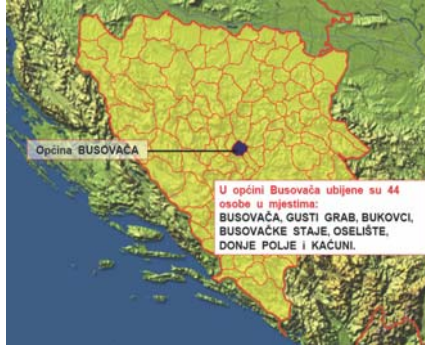 Općina BUSOVAČA
U općini Busovača ubijene su 44
osobe u mjestima:
BUSOVAČA, GUSTI GRAB, BUKOVCI,
BUSOVAČKE STAJE, OSELIŠTE,
DONJE POLJE i KAĆUNI.